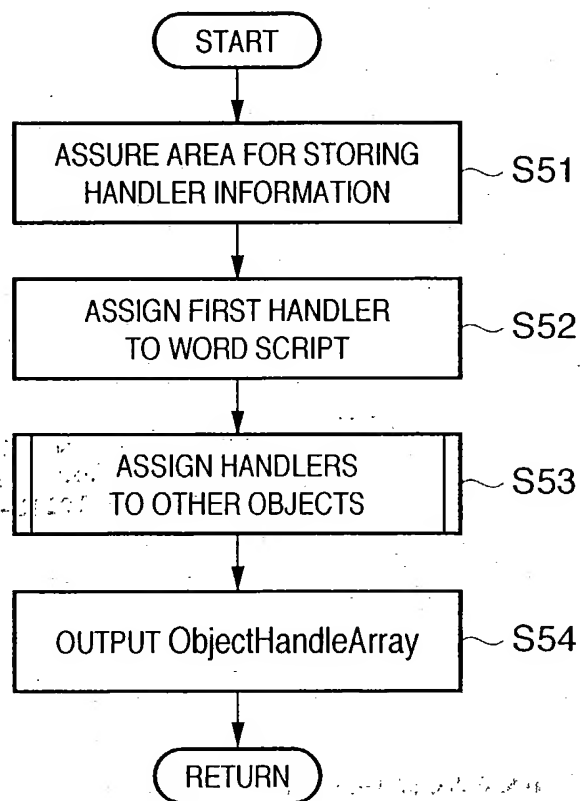 START
ASSURE AREA FOR STORING
HANDLER INFORMATION
S51
ASSIGN FIRST HANDLER
TO WORD SCRIPT
S52
ASSIGN HANDLERS
TO OTHER OBJECTS
S53
OUTPUT ObjectHandleArray
S54
RETURN